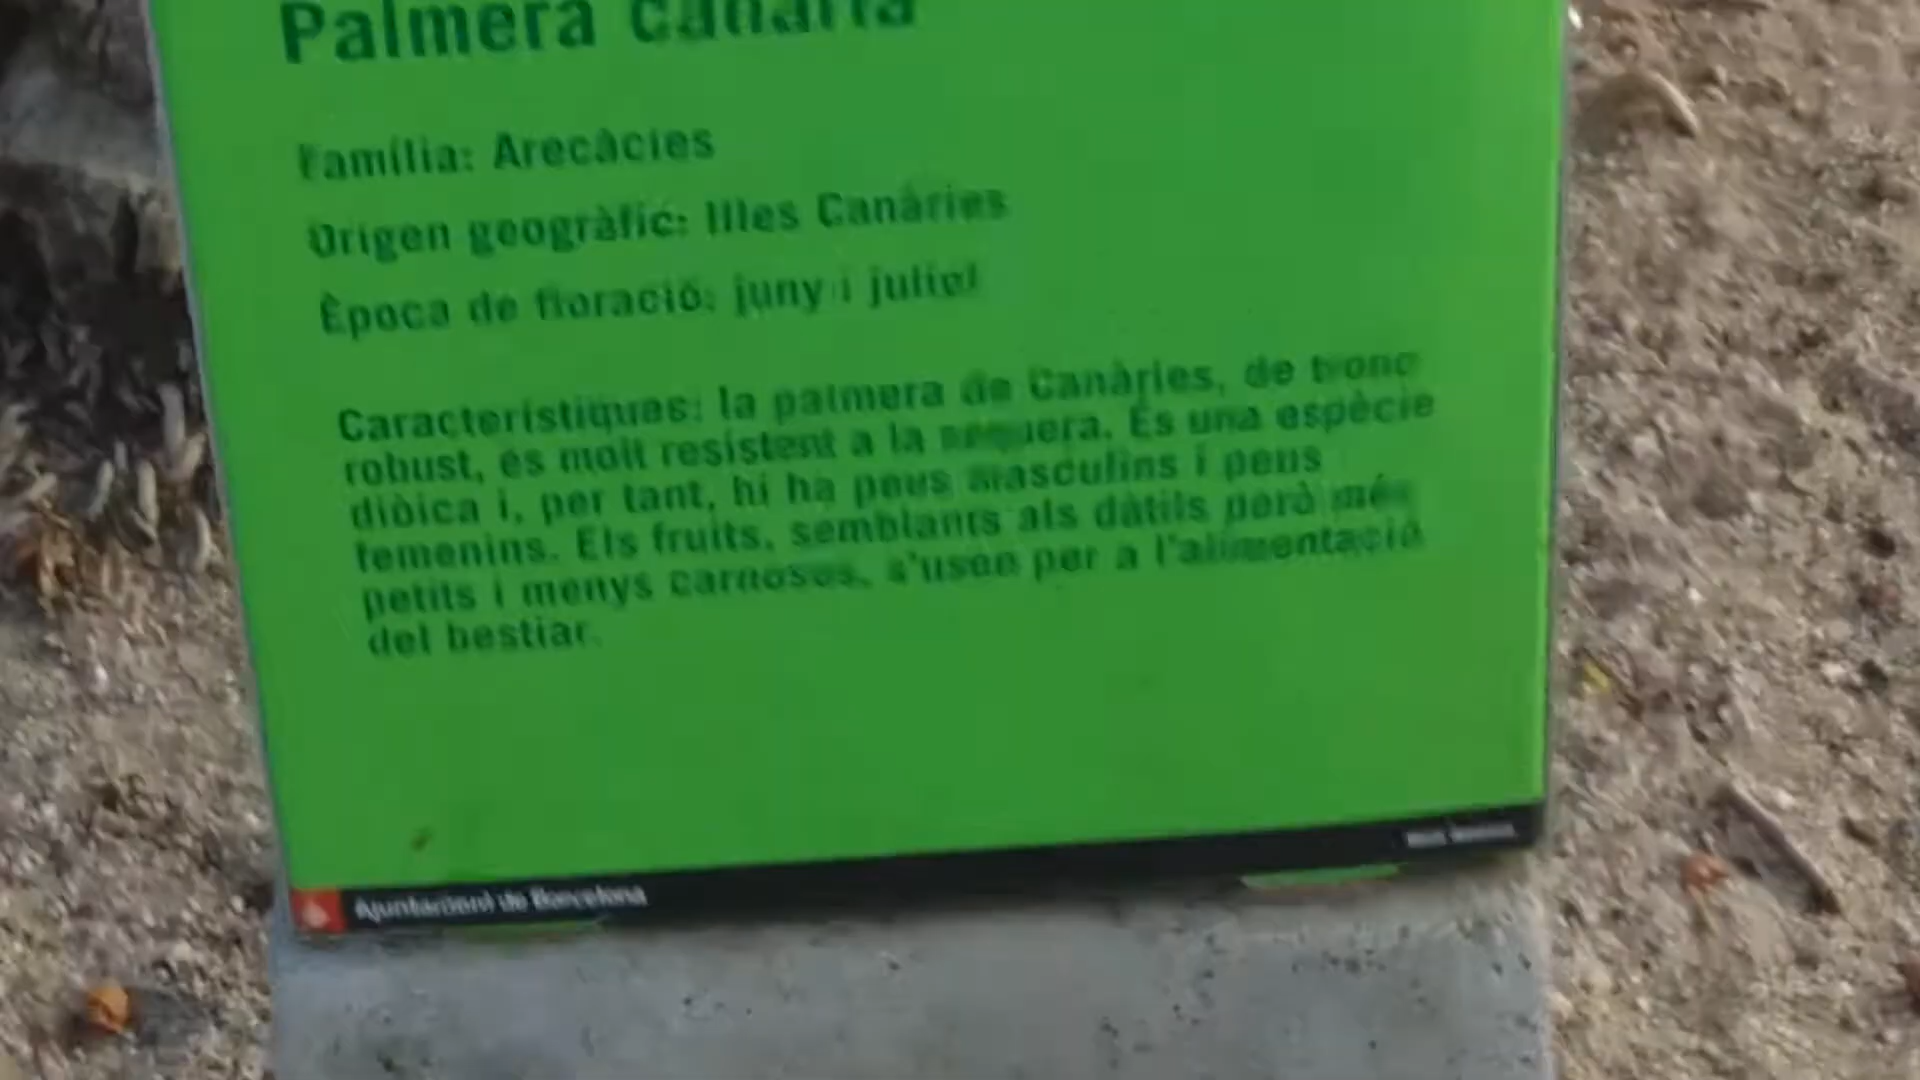 Palmera canària
Família: Arecàcies
Origen geogràfic: Illes Canàries
Època de floració: juny i juliol
Característiques: la palmera de Canàries, de tronc
robust, és molt resistent a la sequera. És una espècie
diòica i, per tant, hi ha peus masculins i peus
femenins. Els fruits, semblants als dàtils però més
petits i menys carnosos, s'usen per a l'alimentació
del bestiar.
Ajuntament de Barcelona